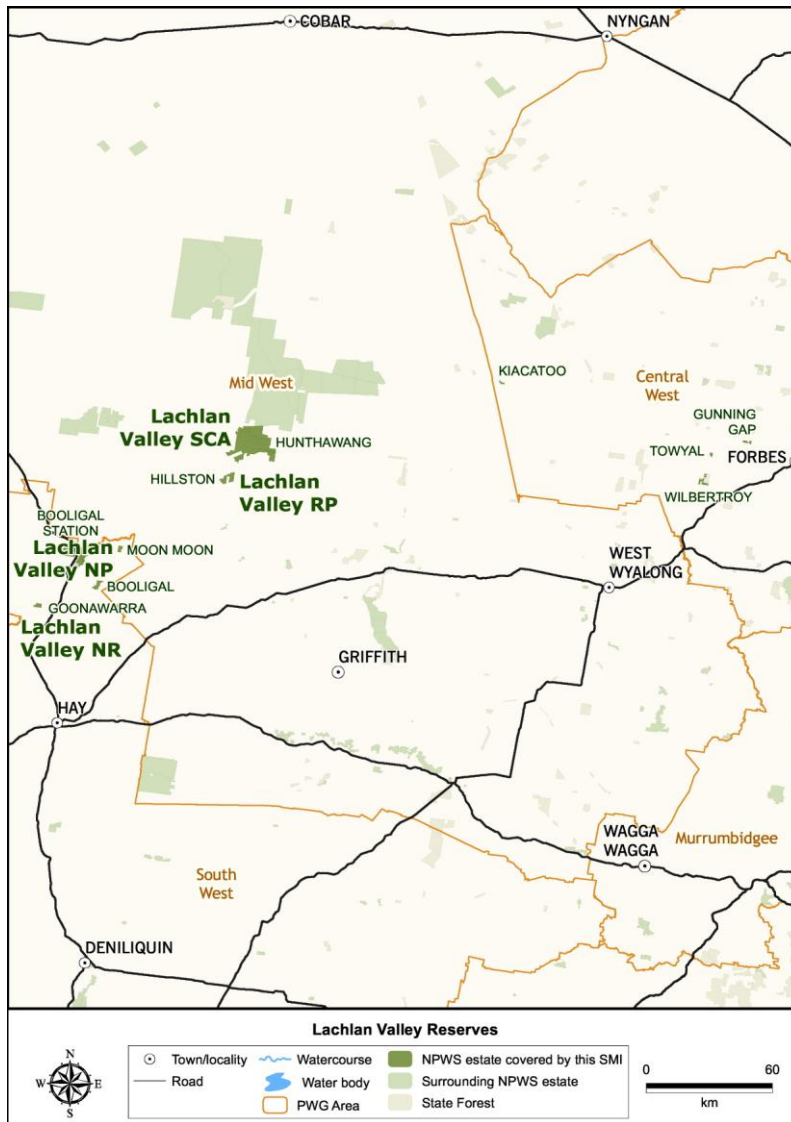 COBAR
NYNGAN
Mid West
KIACATOO
Central
West
GUNNING
GAP
Lachlan
Valley SCA
HUNTHAWANG
TOWYAL
FORBES
HILLSTON
Lachlan
Valley RP
WILBERTROY
BOOLIGAL
STATION
Lachlan
Valley NP
MOON MOON
BOOLIGAL
WEST
WYALONG
GOONAWARRA
Lachlan
Valley NR
GRIFFITH
HAY
WAGGA
WAGGA
Murrumbidgee
South
West
DENILIQUIN
Lachlan Valley Reserves
N
W
E
S
Town/locality
Road
Watercourse
Water body
PWG Area
NPWS estate covered by this SMI
Surrounding NPWS estate
State Forest
0
60
km